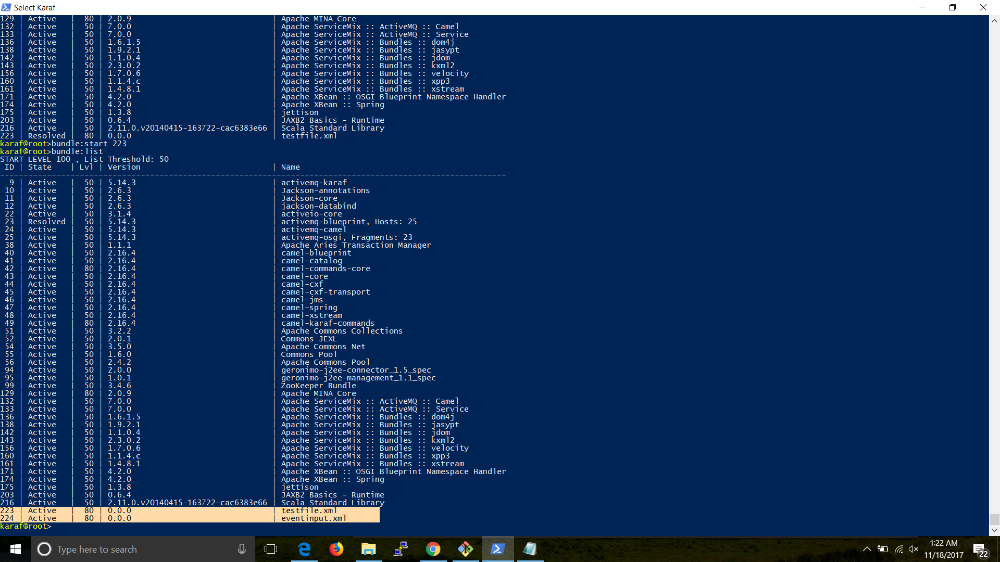 Select Karaf
129 | Active   |  80 | 2.0.9                              | Apache MINA Core
132 | Active   |  50 | 7.0.0                              | Apache ServiceMix :: ActiveMQ :: Camel
133 | Active   |  50 | 7.0.0                              | Apache ServiceMix :: ActiveMQ :: Service
136 | Active   |  50 | 1.6.1.5                            | Apache ServiceMix :: Bundles :: dom4j
138 | Active   |  50 | 1.9.2.1                            | Apache ServiceMix :: Bundles :: jasypt
142 | Active   |  50 | 1.1.0.4                            | Apache ServiceMix :: Bundles :: jdom
143 | Active   |  50 | 2.3.0.2                            | Apache ServiceMix :: Bundles :: kxml2
156 | Active   |  50 | 1.7.0.6                            | Apache ServiceMix :: Bundles :: velocity
160 | Active   |  50 | 1.1.4.c                            | Apache ServiceMix :: Bundles :: xpp3
161 | Active   |  50 | 1.4.8.1                            | Apache ServiceMix :: Bundles :: xstream
171 | Active   |  50 | 4.2.0                              | Apache XBean :: OSGI Blueprint Namespace Handler
174 | Active   |  50 | 4.2.0                              | Apache XBean :: Spring
175 | Active   |  50 | 1.3.8                              | jettison
203 | Active   |  50 | 0.6.4                              | JAXB2 Basics - Runtime
216 | Active   |  50 | 2.11.0.v20140415-163722-cac6383e66 | Scala Standard Library
223 | Resolved |  80 | 0.0.0                              | testfile.xml
karaf@root>bundle:start 223
karaf@root>bundle:list
START LEVEL 100 , List Threshold: 50
 ID | State    | Lvl | Version                            | Name
------------------------------------------------------------------------------------------------------------
  9 | Active   |  50 | 5.14.3                             | activemq-karaf
 10 | Active   |  50 | 2.6.3                              | Jackson-annotations
 11 | Active   |  50 | 2.6.3                              | Jackson-core
 12 | Active   |  50 | 2.6.3                              | jackson-databind
 22 | Active   |  50 | 3.1.4                              | activeio-core
 23 | Resolved |  50 | 5.14.3                             | activemq-blueprint, Hosts: 25
 24 | Active   |  50 | 5.14.3                             | activemq-camel
 25 | Active   |  50 | 5.14.3                             | activemq-osgi, Fragments: 23
 38 | Active   |  50 | 1.1.1                              | Apache Aries Transaction Manager
 40 | Active   |  50 | 2.16.4                             | camel-blueprint
 41 | Active   |  50 | 2.16.4                             | camel-catalog
 42 | Active   |  80 | 2.16.4                             | camel-commands-core
 43 | Active   |  50 | 2.16.4                             | camel-core
 44 | Active   |  50 | 2.16.4                             | camel-cxf
 45 | Active   |  50 | 2.16.4                             | camel-cxf-transport
 46 | Active   |  50 | 2.16.4                             | camel-jms
 47 | Active   |  50 | 2.16.4                             | camel-spring
 48 | Active   |  50 | 2.16.4                             | camel-xstream
 49 | Active   |  80 | 2.16.4                             | camel-karaf-commands
 51 | Active   |  50 | 3.2.2                              | Apache Commons Collections
 52 | Active   |  50 | 2.0.1                              | Commons JEXL
 54 | Active   |  50 | 3.5.0                              | Apache Commons Net
 55 | Active   |  50 | 1.6.0                              | Commons Pool
 56 | Active   |  50 | 2.4.2                              | Apache Commons Pool
 94 | Active   |  50 | 2.0.0                              | geronimo-j2ee-connector_1.5_spec
 95 | Active   |  50 | 1.0.1                              | geronimo-j2ee-management_1.1_spec
 99 | Active   |  50 | 3.4.6                              | ZooKeeper Bundle
129 | Active   |  80 | 2.0.9                              | Apache MINA Core
132 | Active   |  50 | 7.0.0                              | Apache ServiceMix :: ActiveMQ :: Camel
133 | Active   |  50 | 7.0.0                              | Apache ServiceMix :: ActiveMQ :: Service
136 | Active   |  50 | 1.6.1.5                            | Apache ServiceMix :: Bundles :: dom4j
138 | Active   |  50 | 1.9.2.1                            | Apache ServiceMix :: Bundles :: jasypt
142 | Active   |  50 | 1.1.0.4                            | Apache ServiceMix :: Bundles :: jdom
143 | Active   |  50 | 2.3.0.2                            | Apache ServiceMix :: Bundles :: kxml2
156 | Active   |  50 | 1.7.0.6                            | Apache ServiceMix :: Bundles :: velocity
160 | Active   |  50 | 1.1.4.c                            | Apache ServiceMix :: Bundles :: xpp3
161 | Active   |  50 | 1.4.8.1                            | Apache ServiceMix :: Bundles :: xstream
171 | Active   |  50 | 4.2.0                              | Apache XBean :: OSGI Blueprint Namespace Handler
174 | Active   |  50 | 4.2.0                              | Apache XBean :: Spring
175 | Active   |  50 | 1.3.8                              | jettison
203 | Active   |  50 | 0.6.4                              | JAXB2 Basics - Runtime
216 | Active   |  50 | 2.11.0.v20140415-163722-cac6383e66 | Scala Standard Library
223 | Active   |  80 | 0.0.0                              | testfile.xml
224 | Active   |  80 | 0.0.0                              | eventinput.xml
karaf@root>
Type here to search
1:22 AM
11/18/2017
22